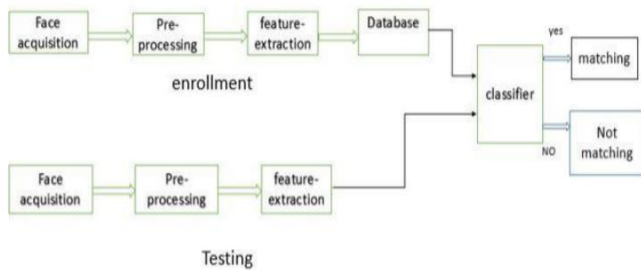 Face
acquisition
Pre-
processing
feature-
extraction
Database
enrollment
classifier
yes
matching
NO
Not
matching
Face
acquisition
Pre-
processing
feature-
extraction
Testing